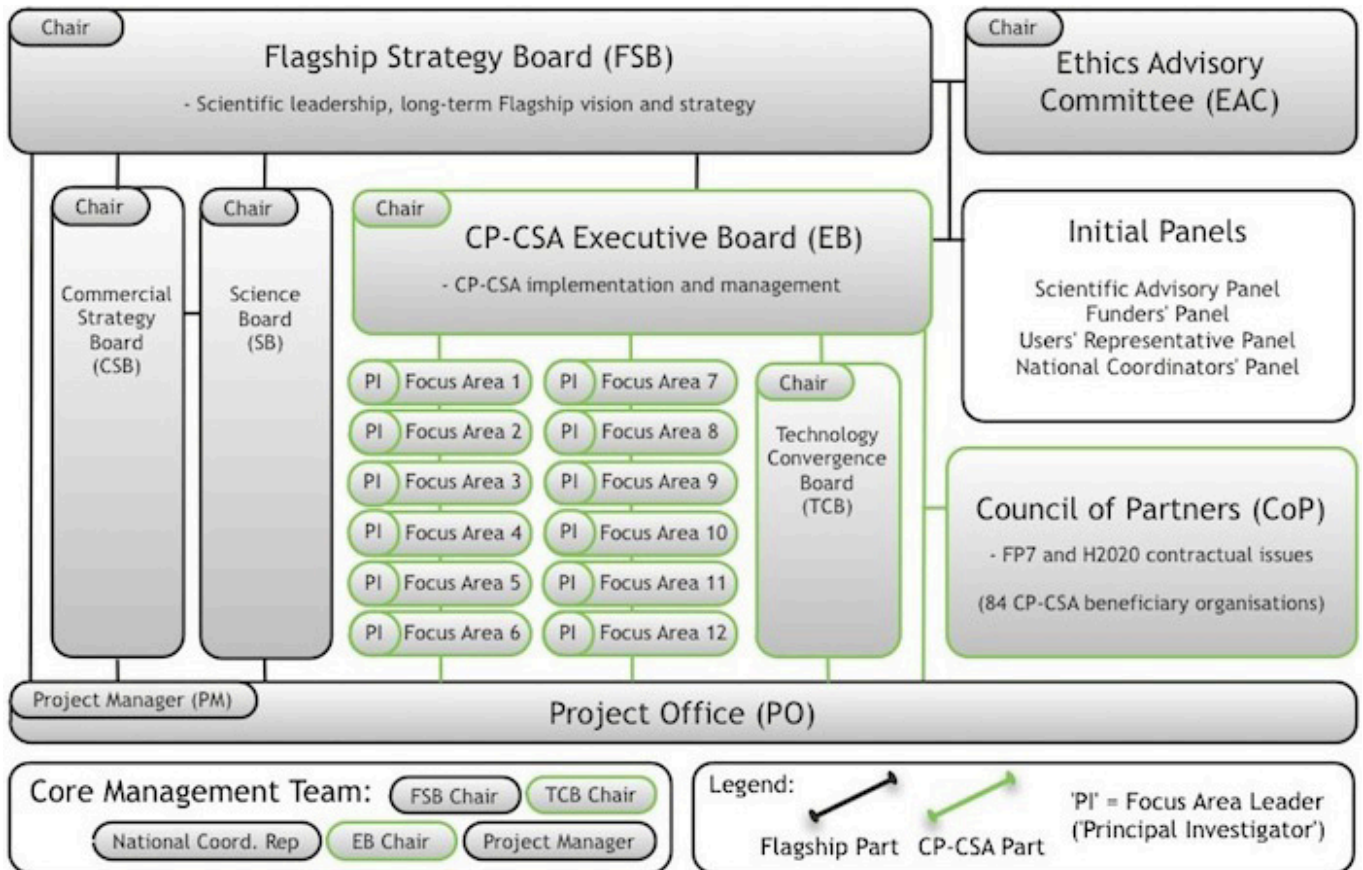 Chair
Flagship Strategy Board (FSB)
- Scientific leadership, long-term Flagship vision and strategy
Chair
Ethics Advisory
Committee (EAC)
Chair
Commercial
Strategy
Board
(CSB)
Chair
Science
Board
(SB)
Chair
CP-CSA Executive Board (EB)
- CP-CSA implementation and management
Initial Panels
Scientific Advisory Panel
Funders' Panel
Users' Representative Panel
National Coordinators' Panel
PI Focus Area 1
PI Focus Area 2
PI Focus Area 3
PI Focus Area 4
PI Focus Area 5
PI Focus Area 6
PI Focus Area 7
PI Focus Area 8
PI Focus Area 9
PI Focus Area 10
PI Focus Area 11
PI Focus Area 12
Chair
Technology
Convergence
Board
(TCB)
Council of Partners (CoP)
- FP7 and H2020 contractual issues
(84 CP-CSA beneficiary organisations)
Project Manager (PM)
Project Office (PO)
Core Management Team:
FSB Chair
TCB Chair
National Coord. Rep
EB Chair
Project Manager
Legend:
Flagship Part
CP-CSA Part
'PI' = Focus Area Leader
('Principal Investigator')